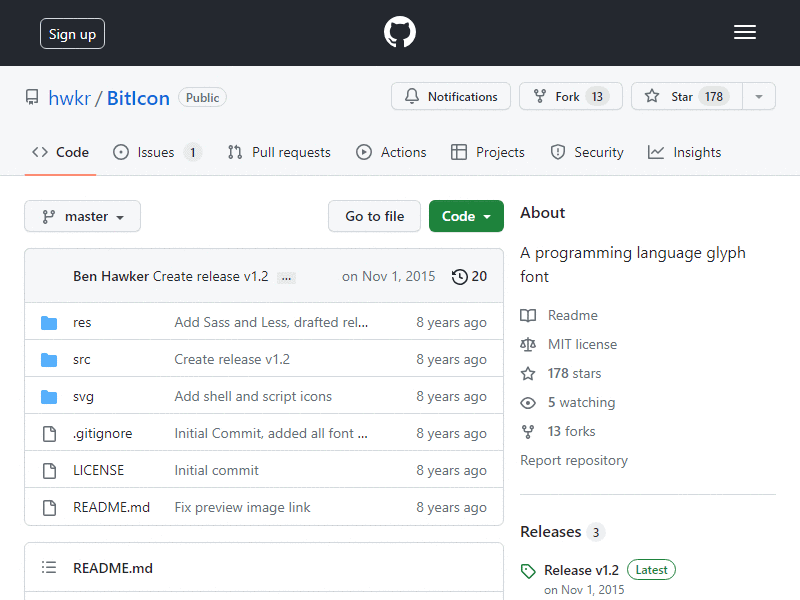 Sign up
hwkr / BitIcon Public
Notifications Fork 13 Star 178
Code Issues 1 Pull requests Actions Projects Security Insights
master Go to file Code
Ben Hawker Create release v1.2 ... on Nov 1, 2015 20
res Add Sass and Less, drafted rel... 8 years ago
src Create release v1.2 8 years ago
svg Add shell and script icons 8 years ago
.gitignore Initial Commit, added all font ... 8 years ago
LICENSE Initial commit 8 years ago
README.md Fix preview image link 8 years ago
README.md
About
A programming language glyph
font
Readme
MIT license
178 stars
5 watching
13 forks
Report repository
Releases 3
Release v1.2 Latest
on Nov 1, 2015